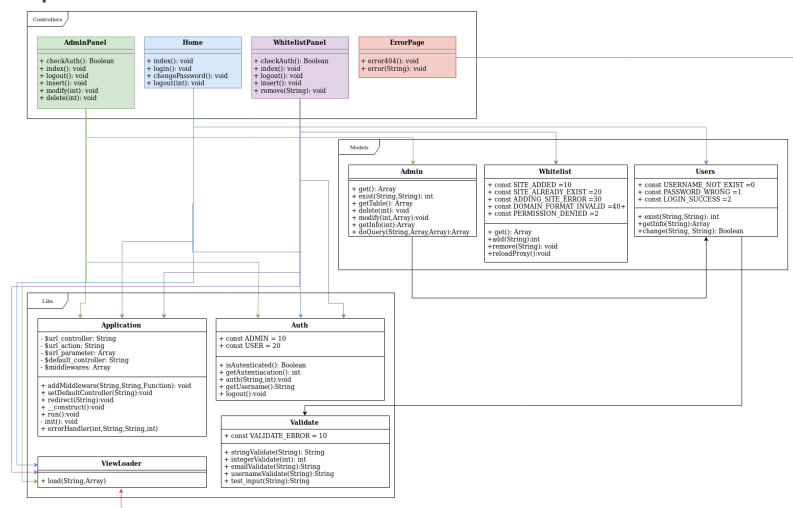 Controllers
AdminPanel
+ checkAuth(): Boolean
+ index(): void
+ logout(): void
+ insert(): void
+ modify(int): void
+ delete(int): void
Home
+ index(): void
+ login(): void
+ chengePassword(): void
+ logout(int): void
WhitelistPanel
+ checkAuth(): Boolean
+ index(): void
+ logout(): void
+ insert(): void
+ remove(String): void
ErrorPage
+ error404(): void
+ error(String): void
Models
Admin
+ get(): Array
+ exist(String,String): int
+ getTable(): Array
+ delete(int): void
+ modify(int,Array):void
+ getInfo(int):Array
+ doQuery(String,Array,Array):Array
Whitelist
+ const SITE_ADDED =10
+ const SITE_ALREADY_EXIST =20
+ const ADDING_SITE_ERROR =30
+ const DOMAIN_FORMAT_INVALID =40+
+ const PERMISSION_DENIED =2
+ get(): Array
+add(String):int
+remove(String): void
+reloadProxy():void
Users
+ const USERNAME_NOT_EXIST =0
+ const PASSWORD_WRONG =1
+ const LOGIN_SUCCESS =2
+ exist(String,String): int
+getInfo(String):Array
+change(String, String): Boolean
Libs
Application
- $url_controller: String
- $url_action: String
- $url_parameter: Array
- $default_controller: String
- $middlewares: Array
+ addMiddleware(String,String,Function): void
+ setDefaultController(String):void
+ redirect(String):void
+ __construct():void
+ run():void
- init(): void
+ errorHandler(int,String,String,int)
Auth
+ const ADMIN = 10
+ const USER = 20
+ isAutenticated(): Boolean
+ getAutentiacation(): int
+ auth(String,int):void
+ getUsername():String
+ logout():void
Validate
+ const VALIDATE_ERROR = 10
+ stringValidate(String): String
+ integerValidate(int): int
+ emailValidate(String):String
+ usernameValidate(String):String
+ test_input(String):String
ViewLoader
+ load(String,Array)